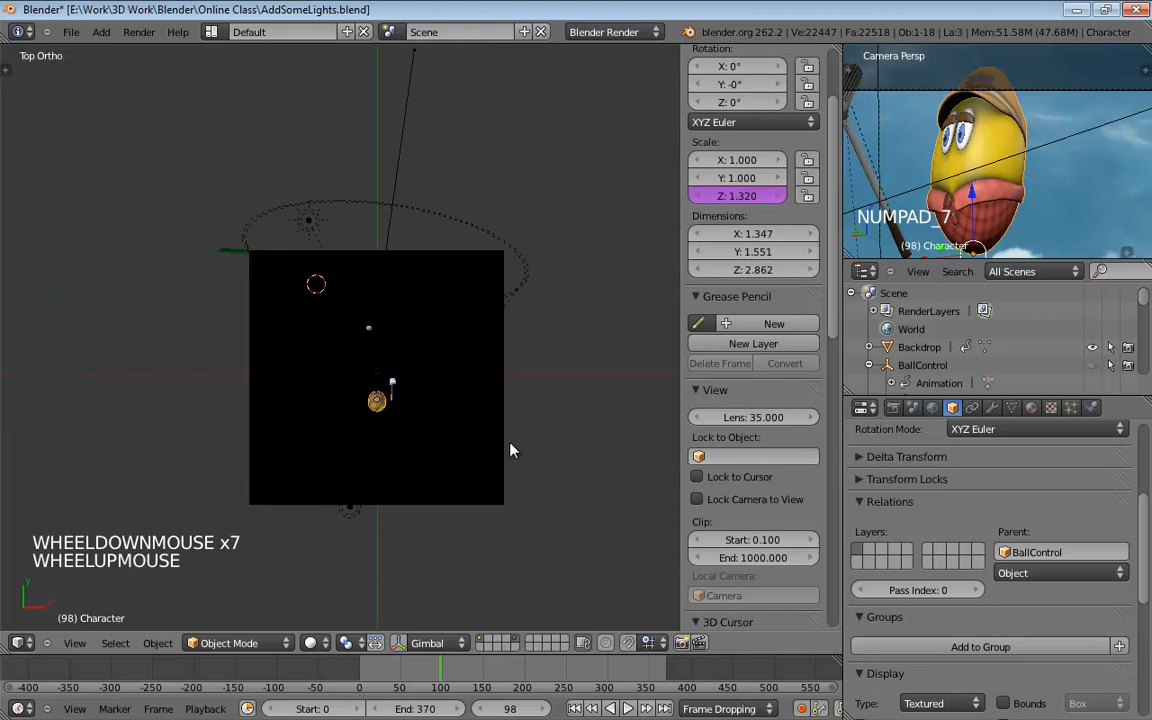 Blender* [E:\Work\3D Work\Blender\Online Class\AddSomeLights.blend]
File Add Render Help Default Scene Blender Render blender.org 262.2 | Ve:22447 | Fa:22518 | Ob:1-18 | La:3 | Mem:51.58M (47.68M) | Character
Top Ortho
Rotation:
X: 0°
Y: -0°
Z: 0°
XYZ Euler
Scale:
X: 1.000
Y: 1.000
Z: 1.320
Dimensions:
X: 1.347
Y: 1.551
Z: 2.862
Grease Pencil
New
New Layer
Delete Frame Convert
View
Lens: 35.000
Lock to Object:
Lock to Cursor
Lock Camera to View
Clip:
Start: 0.100
End: 1000.000
Local Camera:
Camera
3D Cursor
Camera Persp
NUMPAD_7
(98) Character
View Search All Scenes
Scene
RenderLayers
World
Backdrop
BallControl
Animation
Rotation Mode: XYZ Euler
Delta Transform
Transform Locks
Relations
Layers: Parent:
BallControl
Object
Pass Index: 0
Groups
Add to Group
Display
Type: Textured Bounds Box
WHEELDOWNMOUSE x7
WHEELUPMOUSE
y
x
(98) Character
View Select Object Object Mode Gimbal
-400 -350 -300 -250 -200 -150 -100 -50 0 50 100 150 200 250 300 350 400 450 500 550
View Marker Frame Playback Start: 0 End: 370 98 Frame Dropping